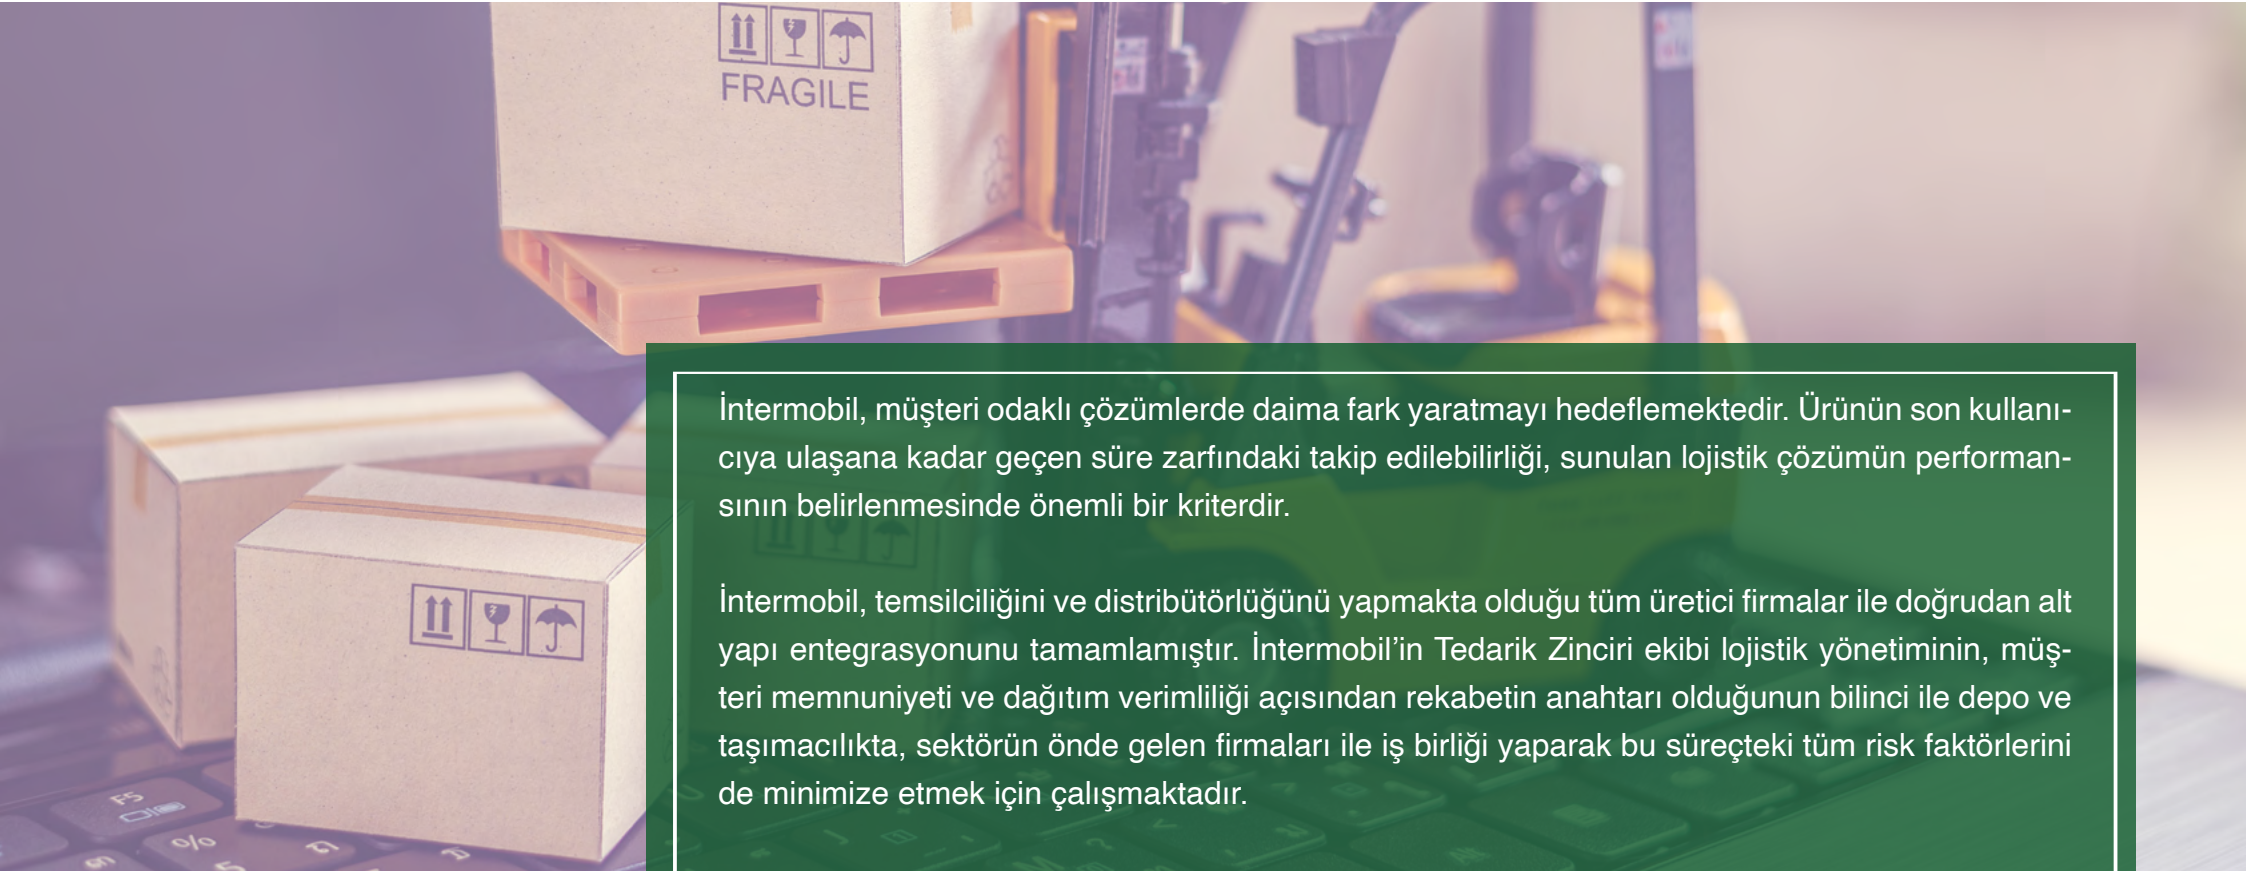 FRAGILE
İntermobil, müşteri odaklı çözümlerde daima fark yaratmayı hedeflemektedir. Ürünün son kullanı-
cıya ulaşana kadar geçen süre zarfındaki takip edilebilirliği, sunulan lojistik çözümün performan-
sının belirlenmesinde önemli bir kriterdir.
İntermobil, temsilciliğini ve distribütörlüğünü yapmakta olduğu tüm üretici firmalar ile doğrudan alt
yapı entegrasyonunu tamamlamıştır. İntermobil’in Tedarik Zinciri ekibi lojistik yönetiminin, müş-
teri memnuniyeti ve dağıtım verimliliği açısından rekabetin anahtarı olduğunun bilinci ile depo ve
taşımacılıkta, sektörün önde gelen firmaları ile iş birliği yaparak bu süreçteki tüm risk faktörlerini
de minimize etmek için çalışmaktadır.
F5
%
5